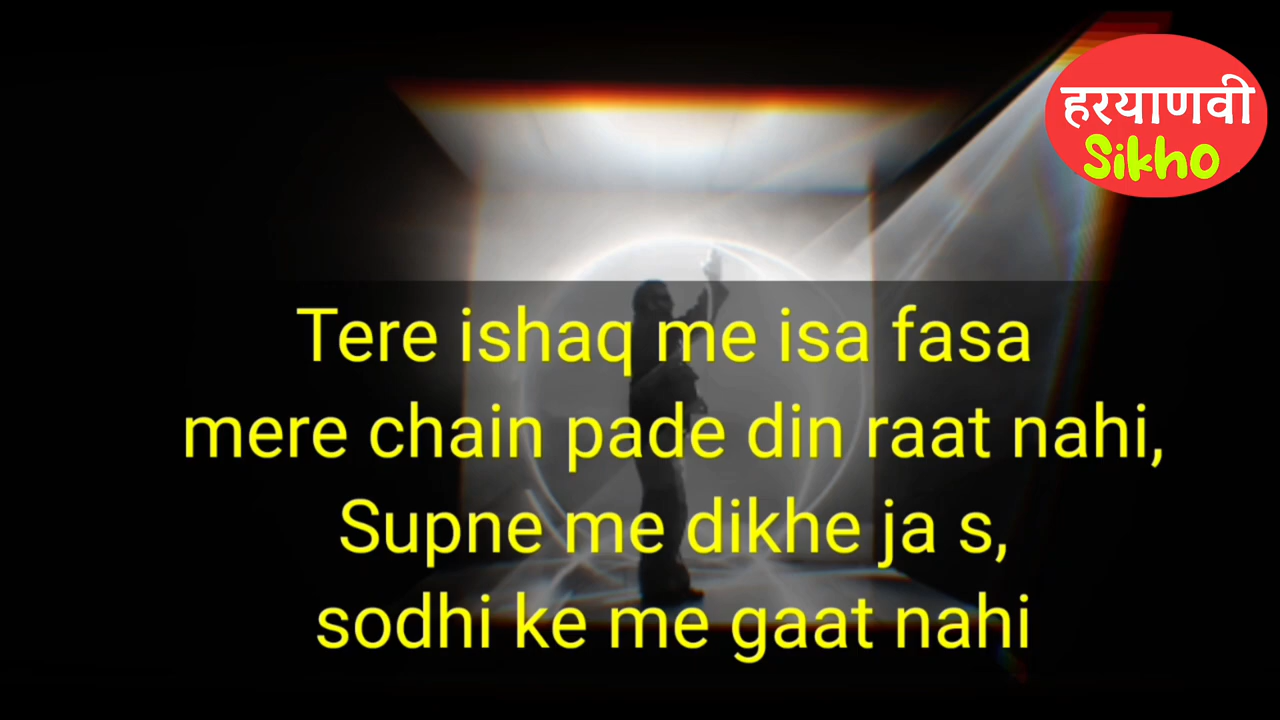 हरयाणवी
Sikho
Tere ishaq me isa fasa
mere chain pade din raat nahi,
Supne me dikhe ja s,
sodhi ke me gaat nahi